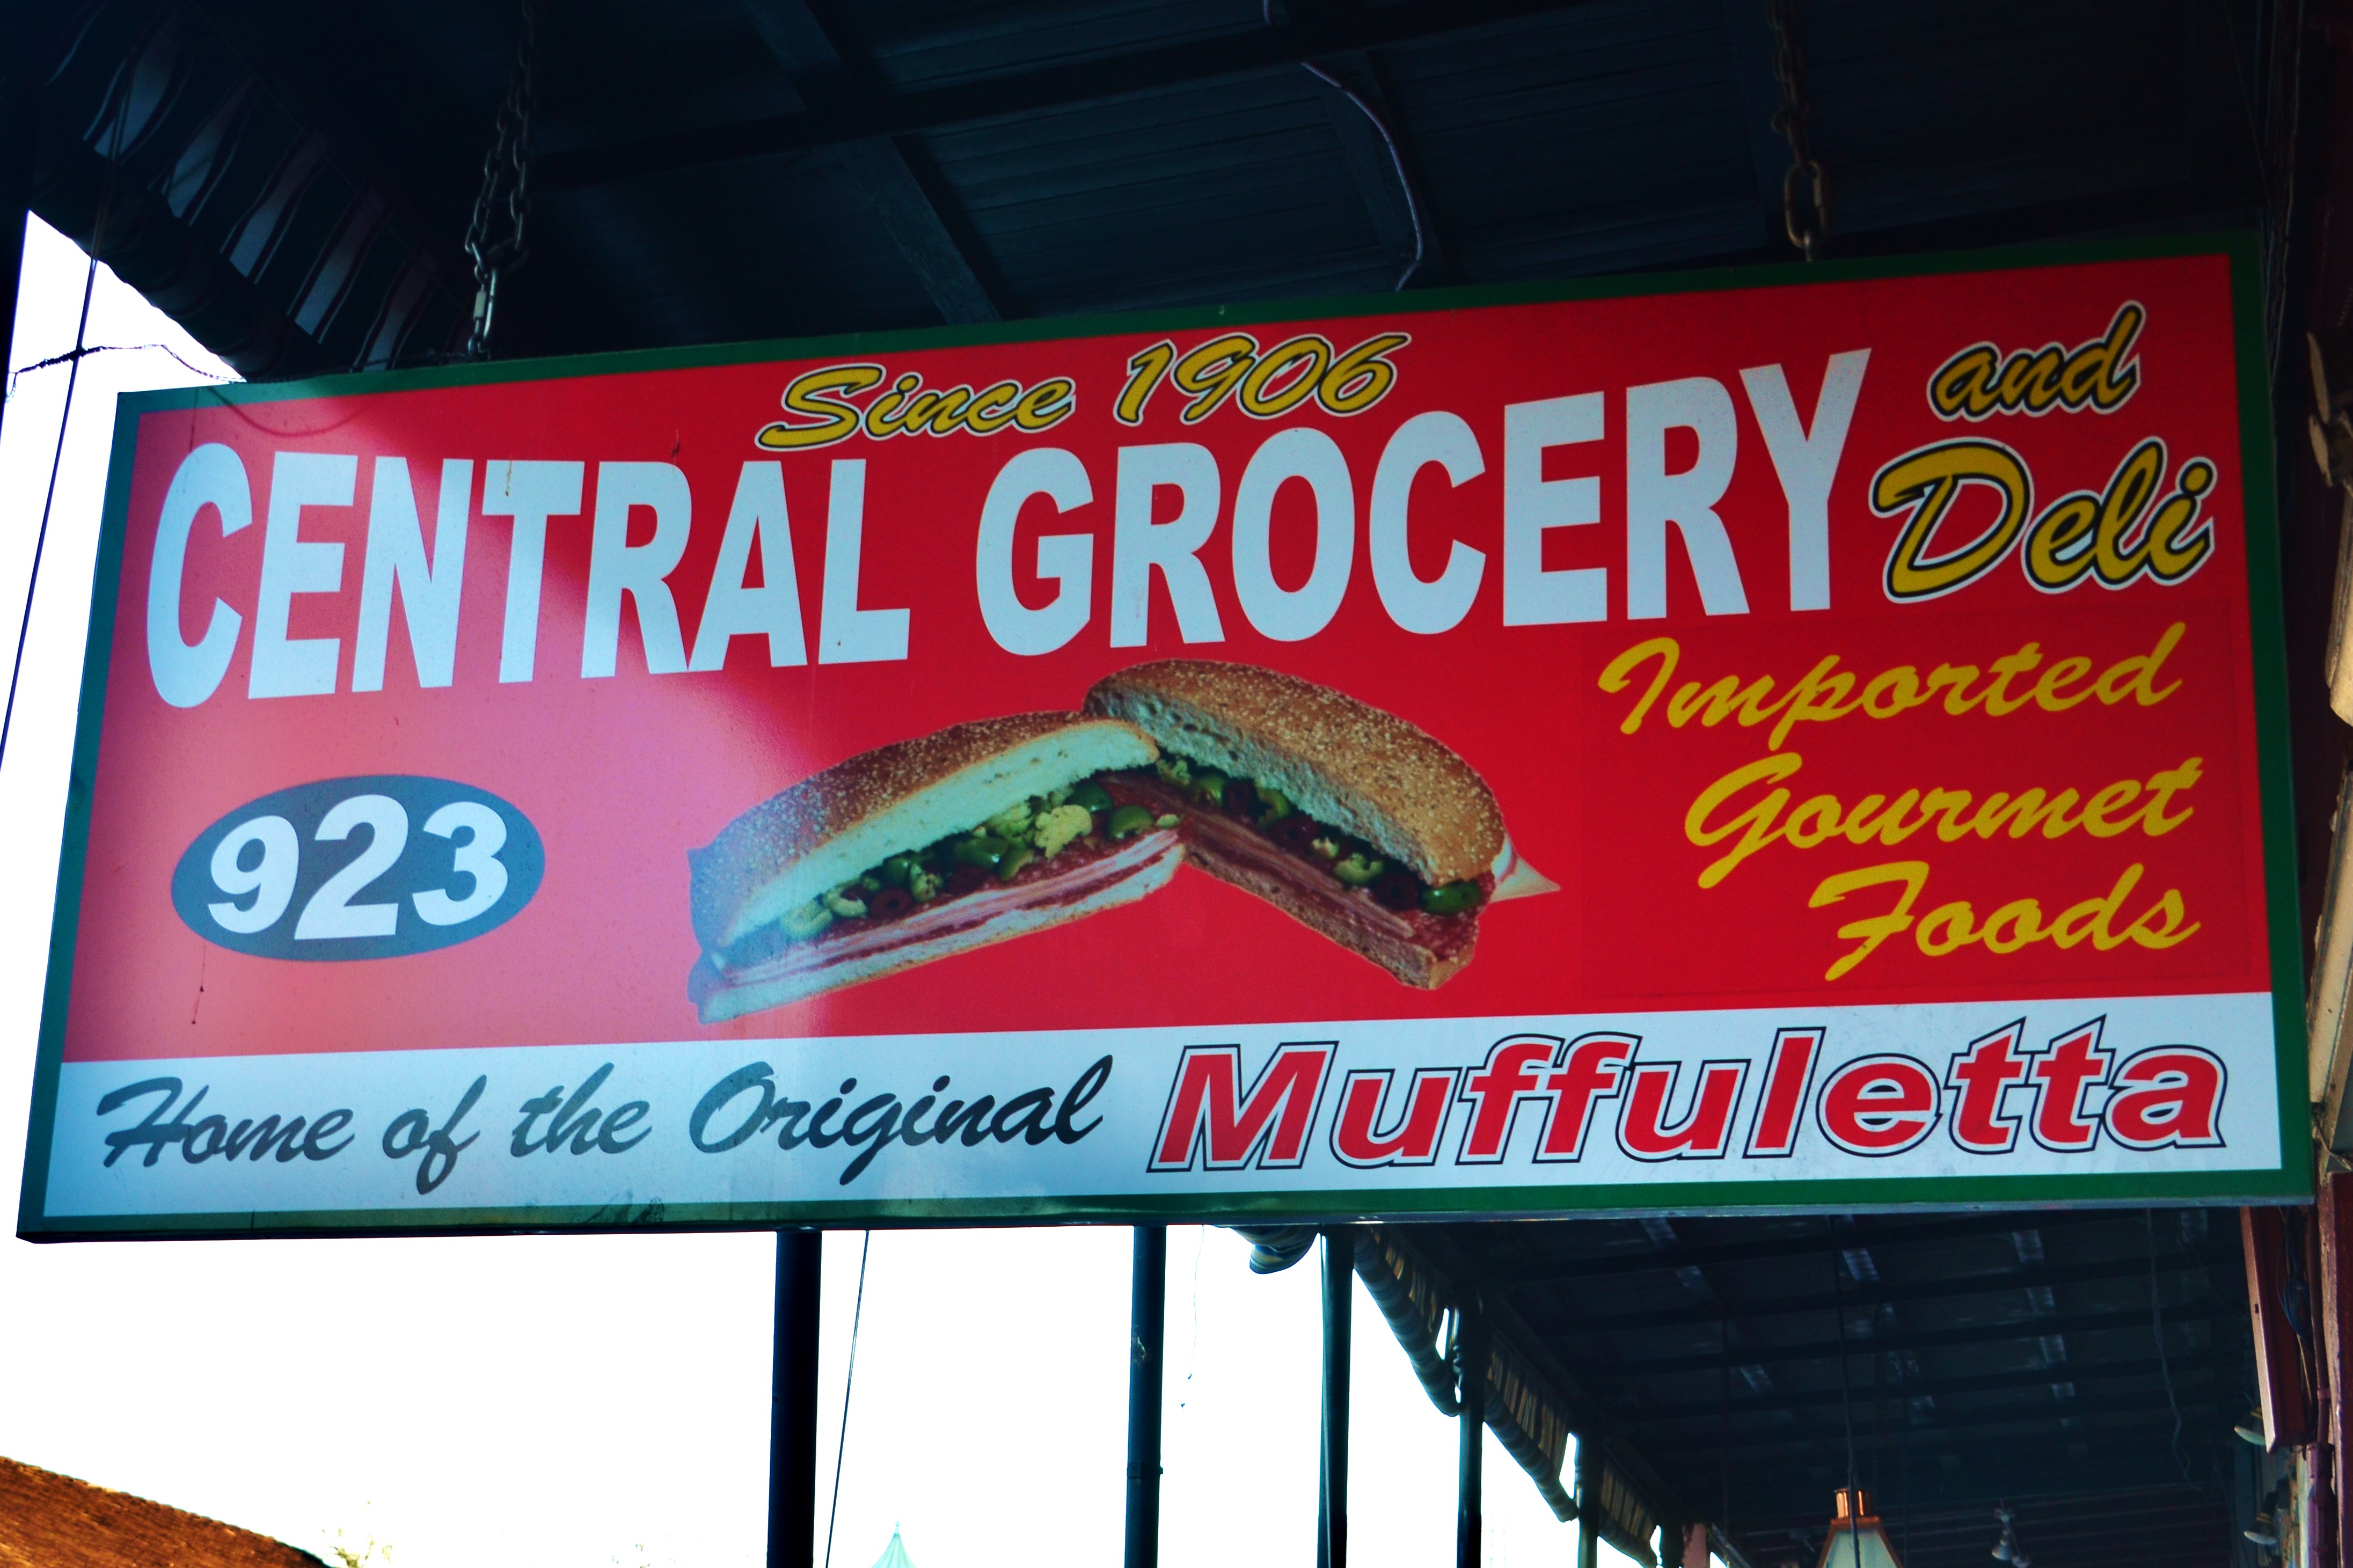 Since 1906
CENTRAL GROCERY and Deli
Imported
Gourmet
Foods
923
Home of the Original Muffuletta